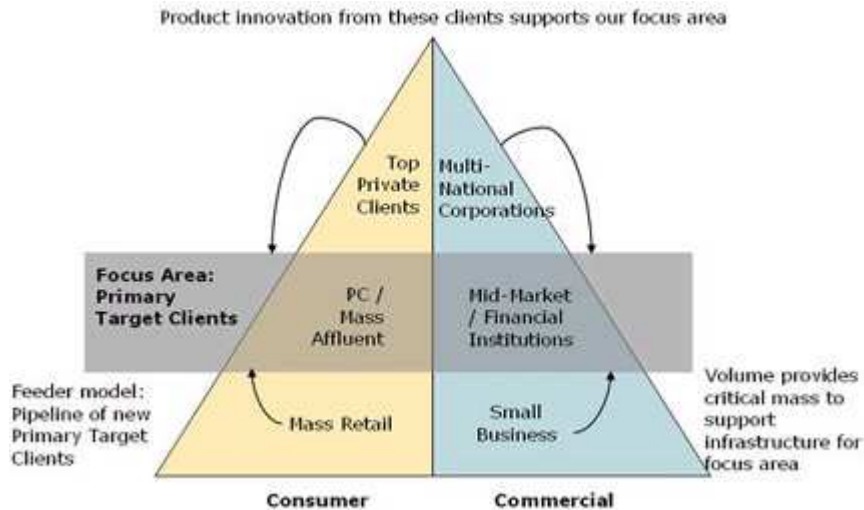 Product innovation from these clients supports our focus area
Top
Private
Clients
Multi-
National
Corporations
Focus Area:
Primary
Target Clients
PC /
Mass
Affluent
Mid-Market
/ Financial
Institutions
Feeder model:
Pipeline of new
Primary Target
Clients
Mass Retail
Small
Business
Volume provides
critical mass to
support
infrastructure for
focus area
Consumer
Commercial